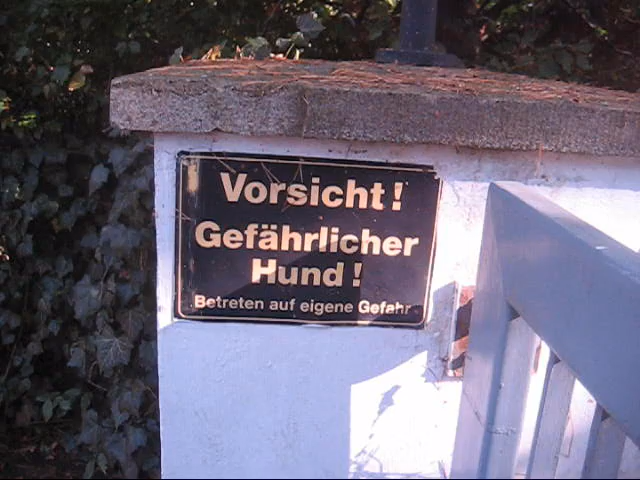 Vorsicht!
Gefährlicher
Hund!
Betreten auf eigene Gefahr